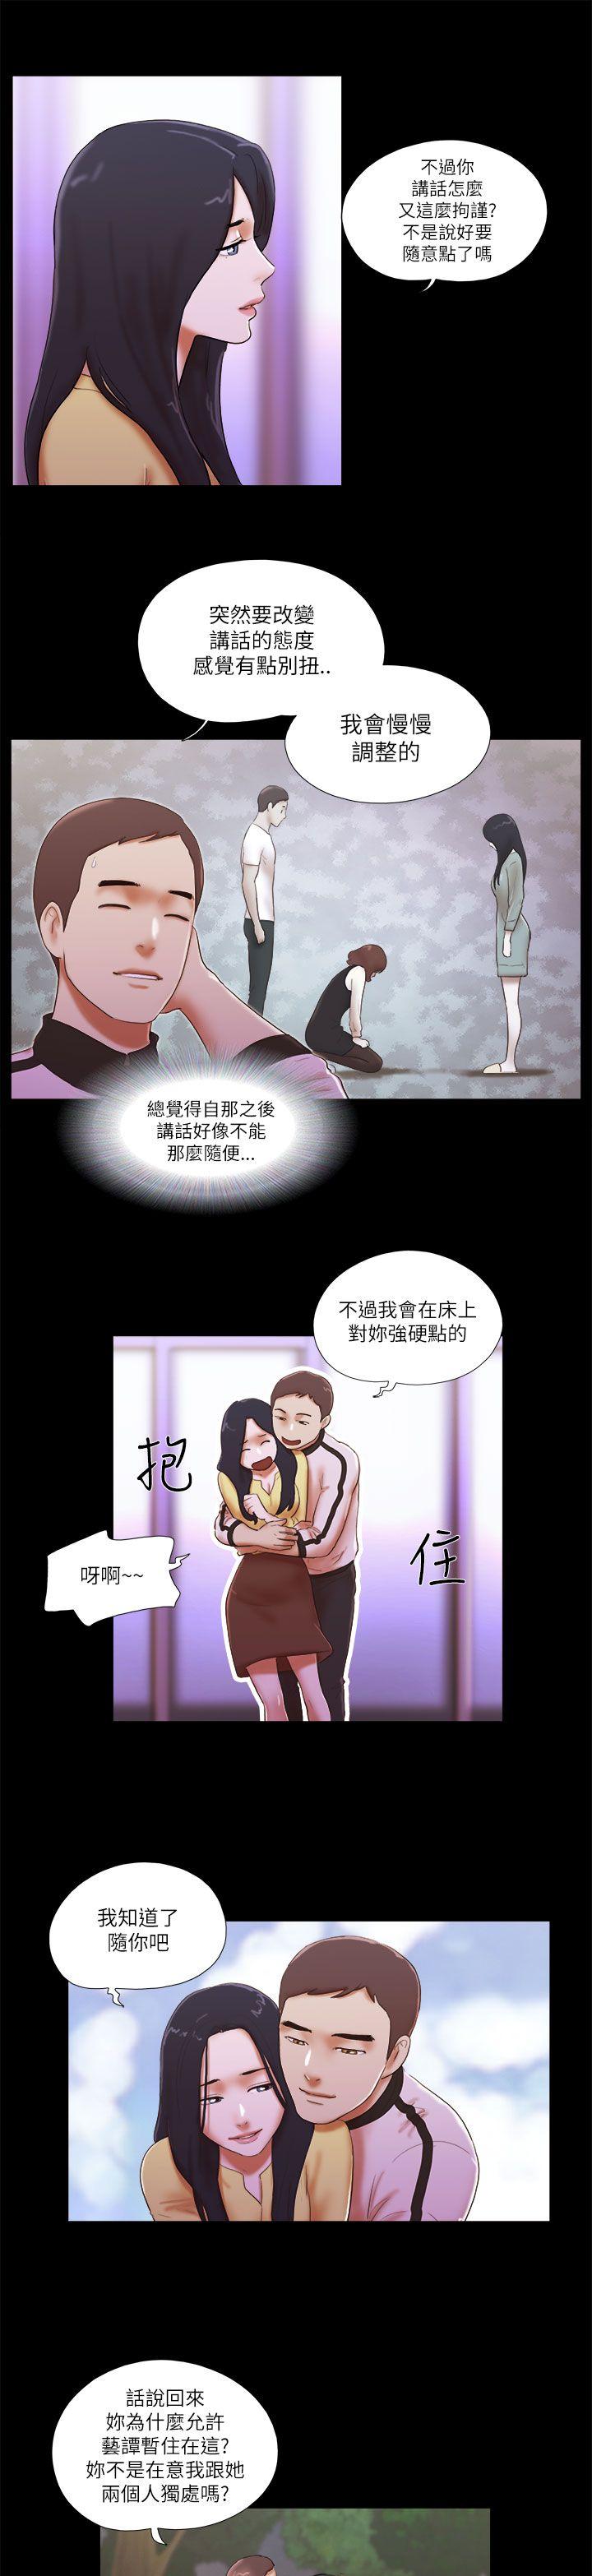 不過你
講話怎麼
又這麼拘謹?
不是說好要
隨意點了嗎
突然要改變
講話的態度
感覺有點別扭..
我會慢慢
調整的
總覺得自那之後
講話好像不能
那麼隨便...
不過我會在床上
對妳強硬點的
抱
住
呀啊~~
我知道了
隨你吧
話說回來
妳為什麼允許
藝譚暫住在這?
妳不是在意我跟她
兩個人獨處嗎?